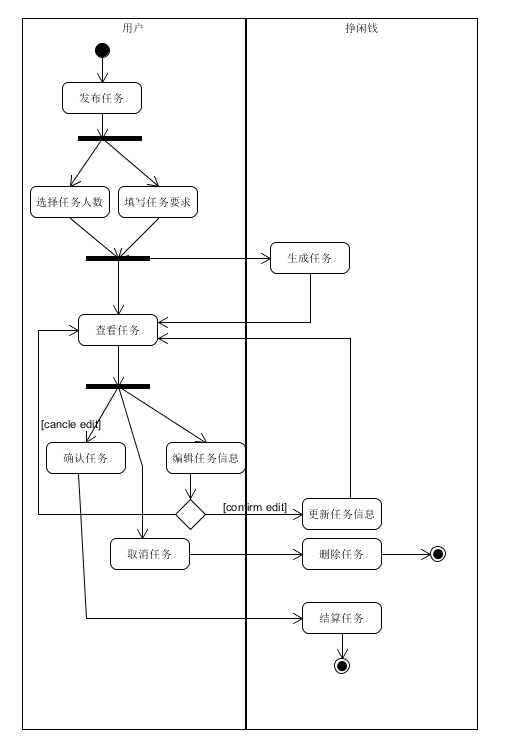 用户
挣闲钱
发布任务
选择任务人数
填写任务要求
生成任务
查看任务
[cancle edit]
确认任务
编辑任务信息
[confirm edit]
更新任务信息
取消任务
删除任务
结算任务